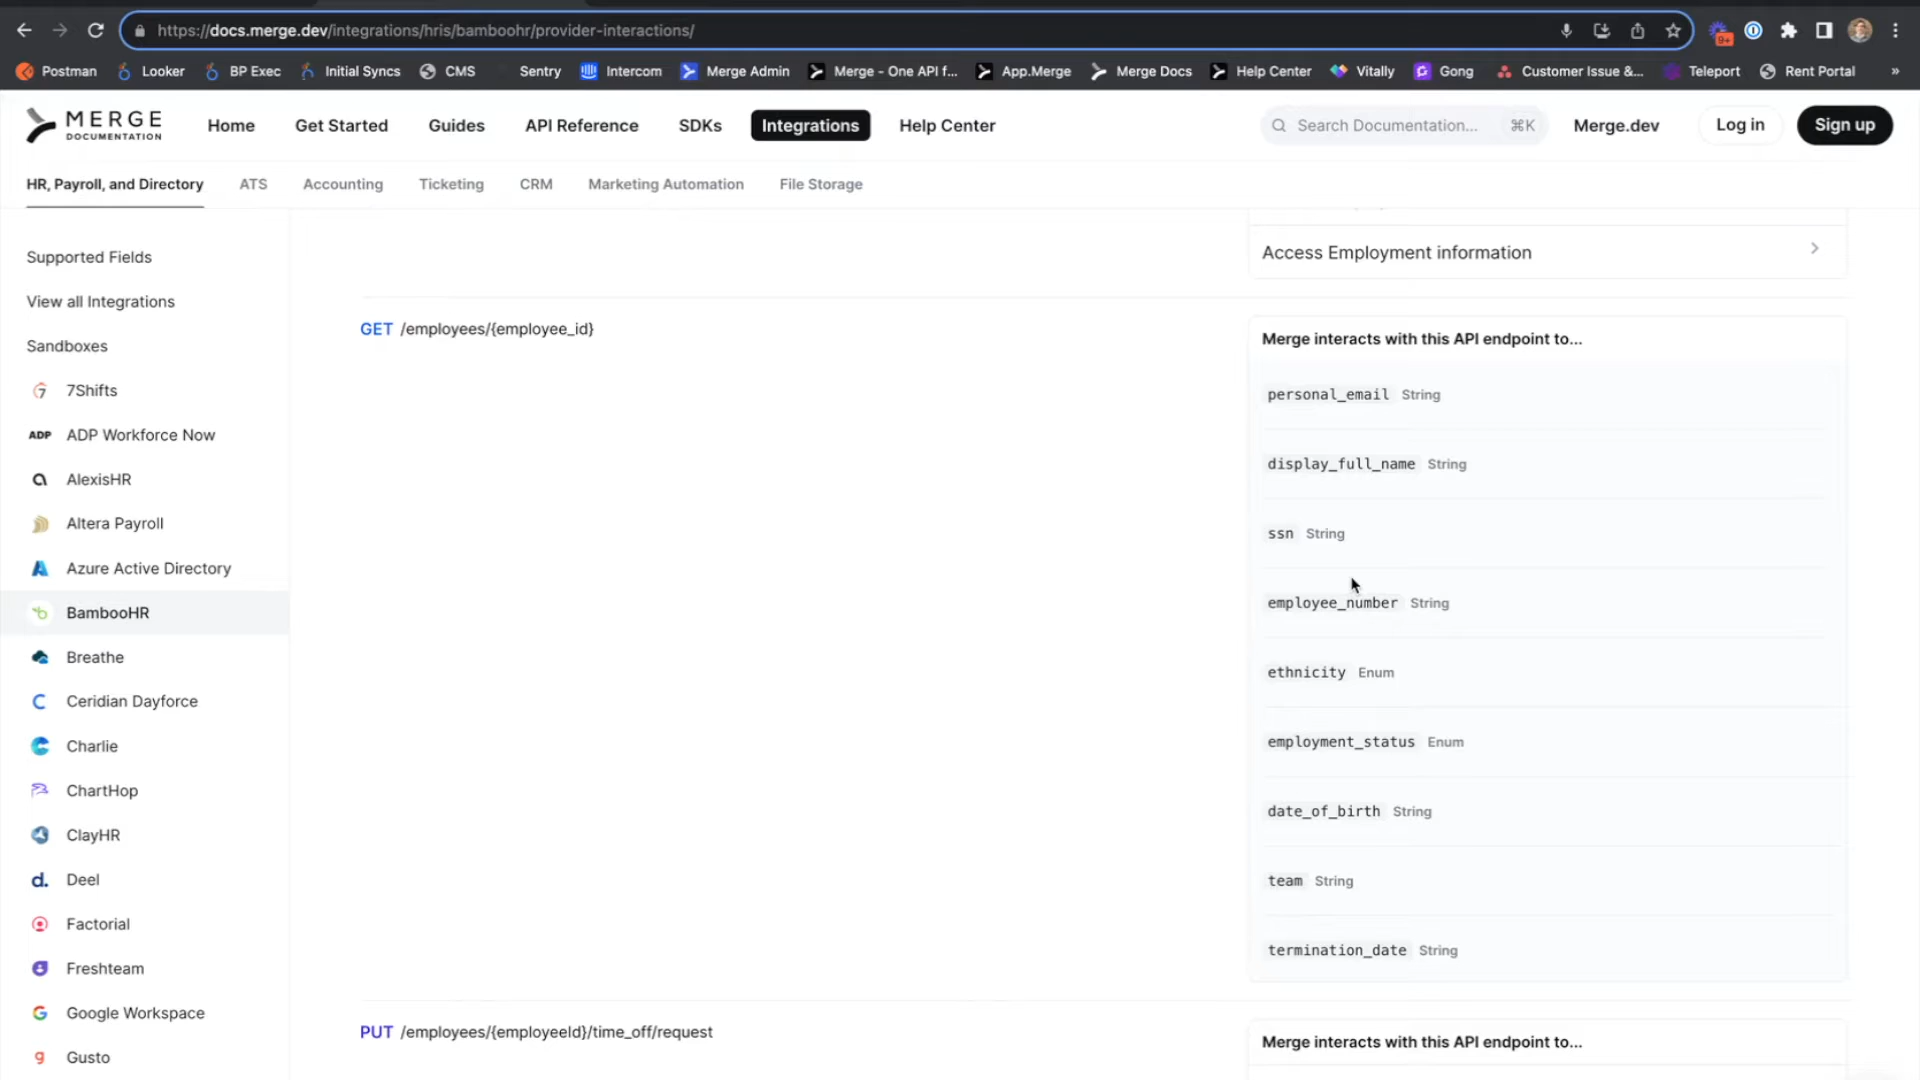 https://docs.merge.dev/integrations/hris/bamboohr/provider-interactions/
9+
Postman Looker BP Exec Initial Syncs CMS Sentry Intercom Merge Admin Merge - One API f... App.Merge Merge Docs Help Center Vitally Gong Customer Issue &... Teleport Rent Portal »
MERGE
DOCUMENTATION
Home Get Started Guides API Reference SDKs Integrations Help Center Search Documentation... ⌘K Merge.dev Log in Sign up
HR, Payroll, and Directory ATS Accounting Ticketing CRM Marketing Automation File Storage
Supported Fields
View all Integrations
Sandboxes
7Shifts
ADP ADP Workforce Now
AlexisHR
Altera Payroll
Azure Active Directory
BambooHR
Breathe
Ceridian Dayforce
Charlie
ChartHop
ClayHR
d. Deel
Factorial
Freshteam
Google Workspace
Gusto
Access Employment information
GET /employees/{employee_id}
Merge interacts with this API endpoint to...
personal_email String
display_full_name String
ssn String
employee_number String
ethnicity Enum
employment_status Enum
date_of_birth String
team String
termination_date String
PUT /employees/{employeeId}/time_off/request
Merge interacts with this API endpoint to...